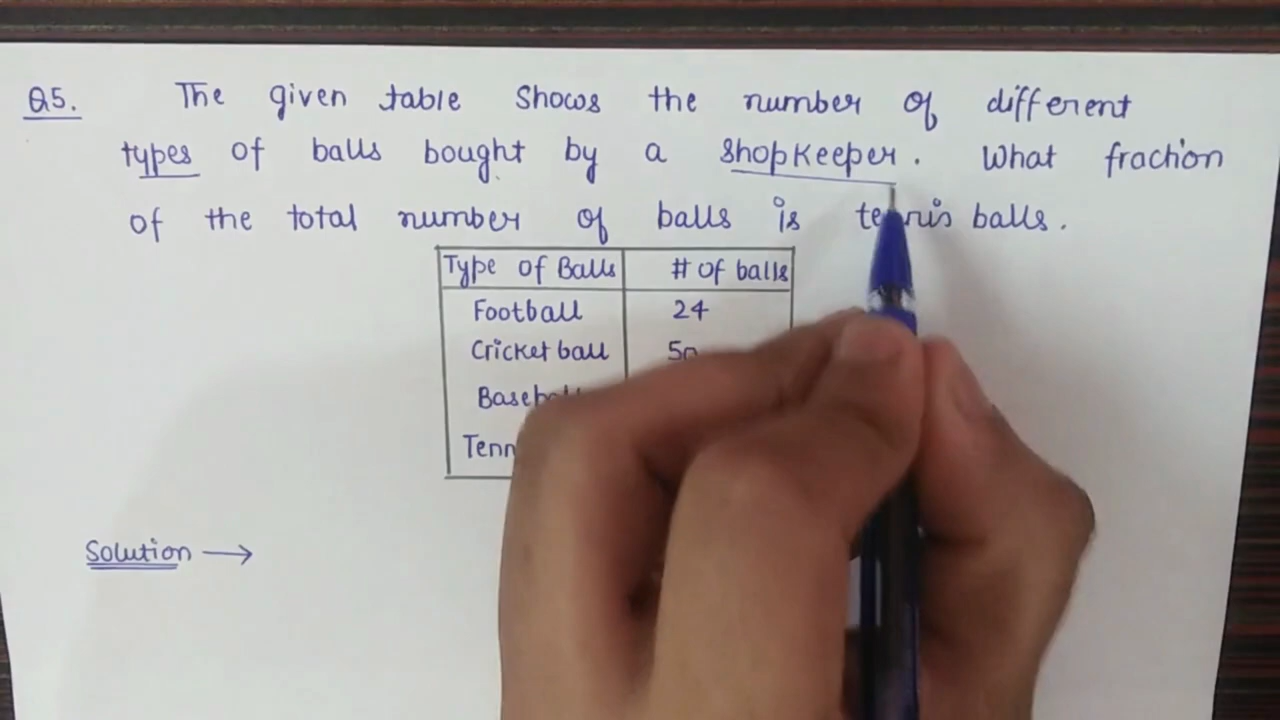 Q5. The given table shows the number of different
types of balls bought by a shopkeeper. What fraction
of the total number of balls is tennis balls.
Type of Balls # of balls
Football 24
Cricket ball
Solution →